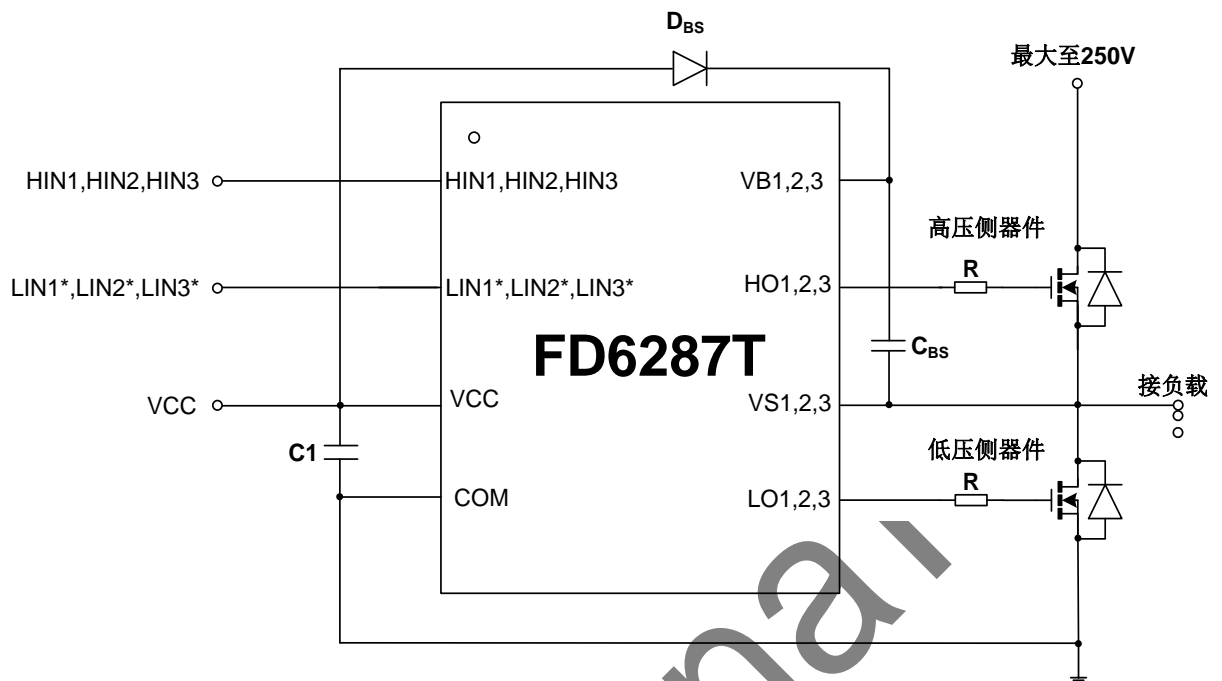 DBS
最大至250V
HIN1,HIN2,HIN3
HIN1,HIN2,HIN3
VB1,2,3
高压侧器件
R
LIN1*,LIN2*,LIN3*
LIN1*,LIN2*,LIN3*
HO1,2,3
FD6287T
CBS
接负载
VCC
VCC
VS1,2,3
C1
低压侧器件
R
COM
LO1,2,3